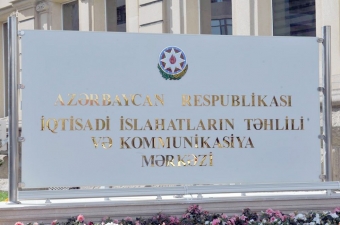 AZƏRBAYCAN RESPUBLİKASI
İQTİSADİ İSLAHATLARIN TƏHLİLİ
VƏ KOMMUNİKASİYA
MƏRKƏZİ